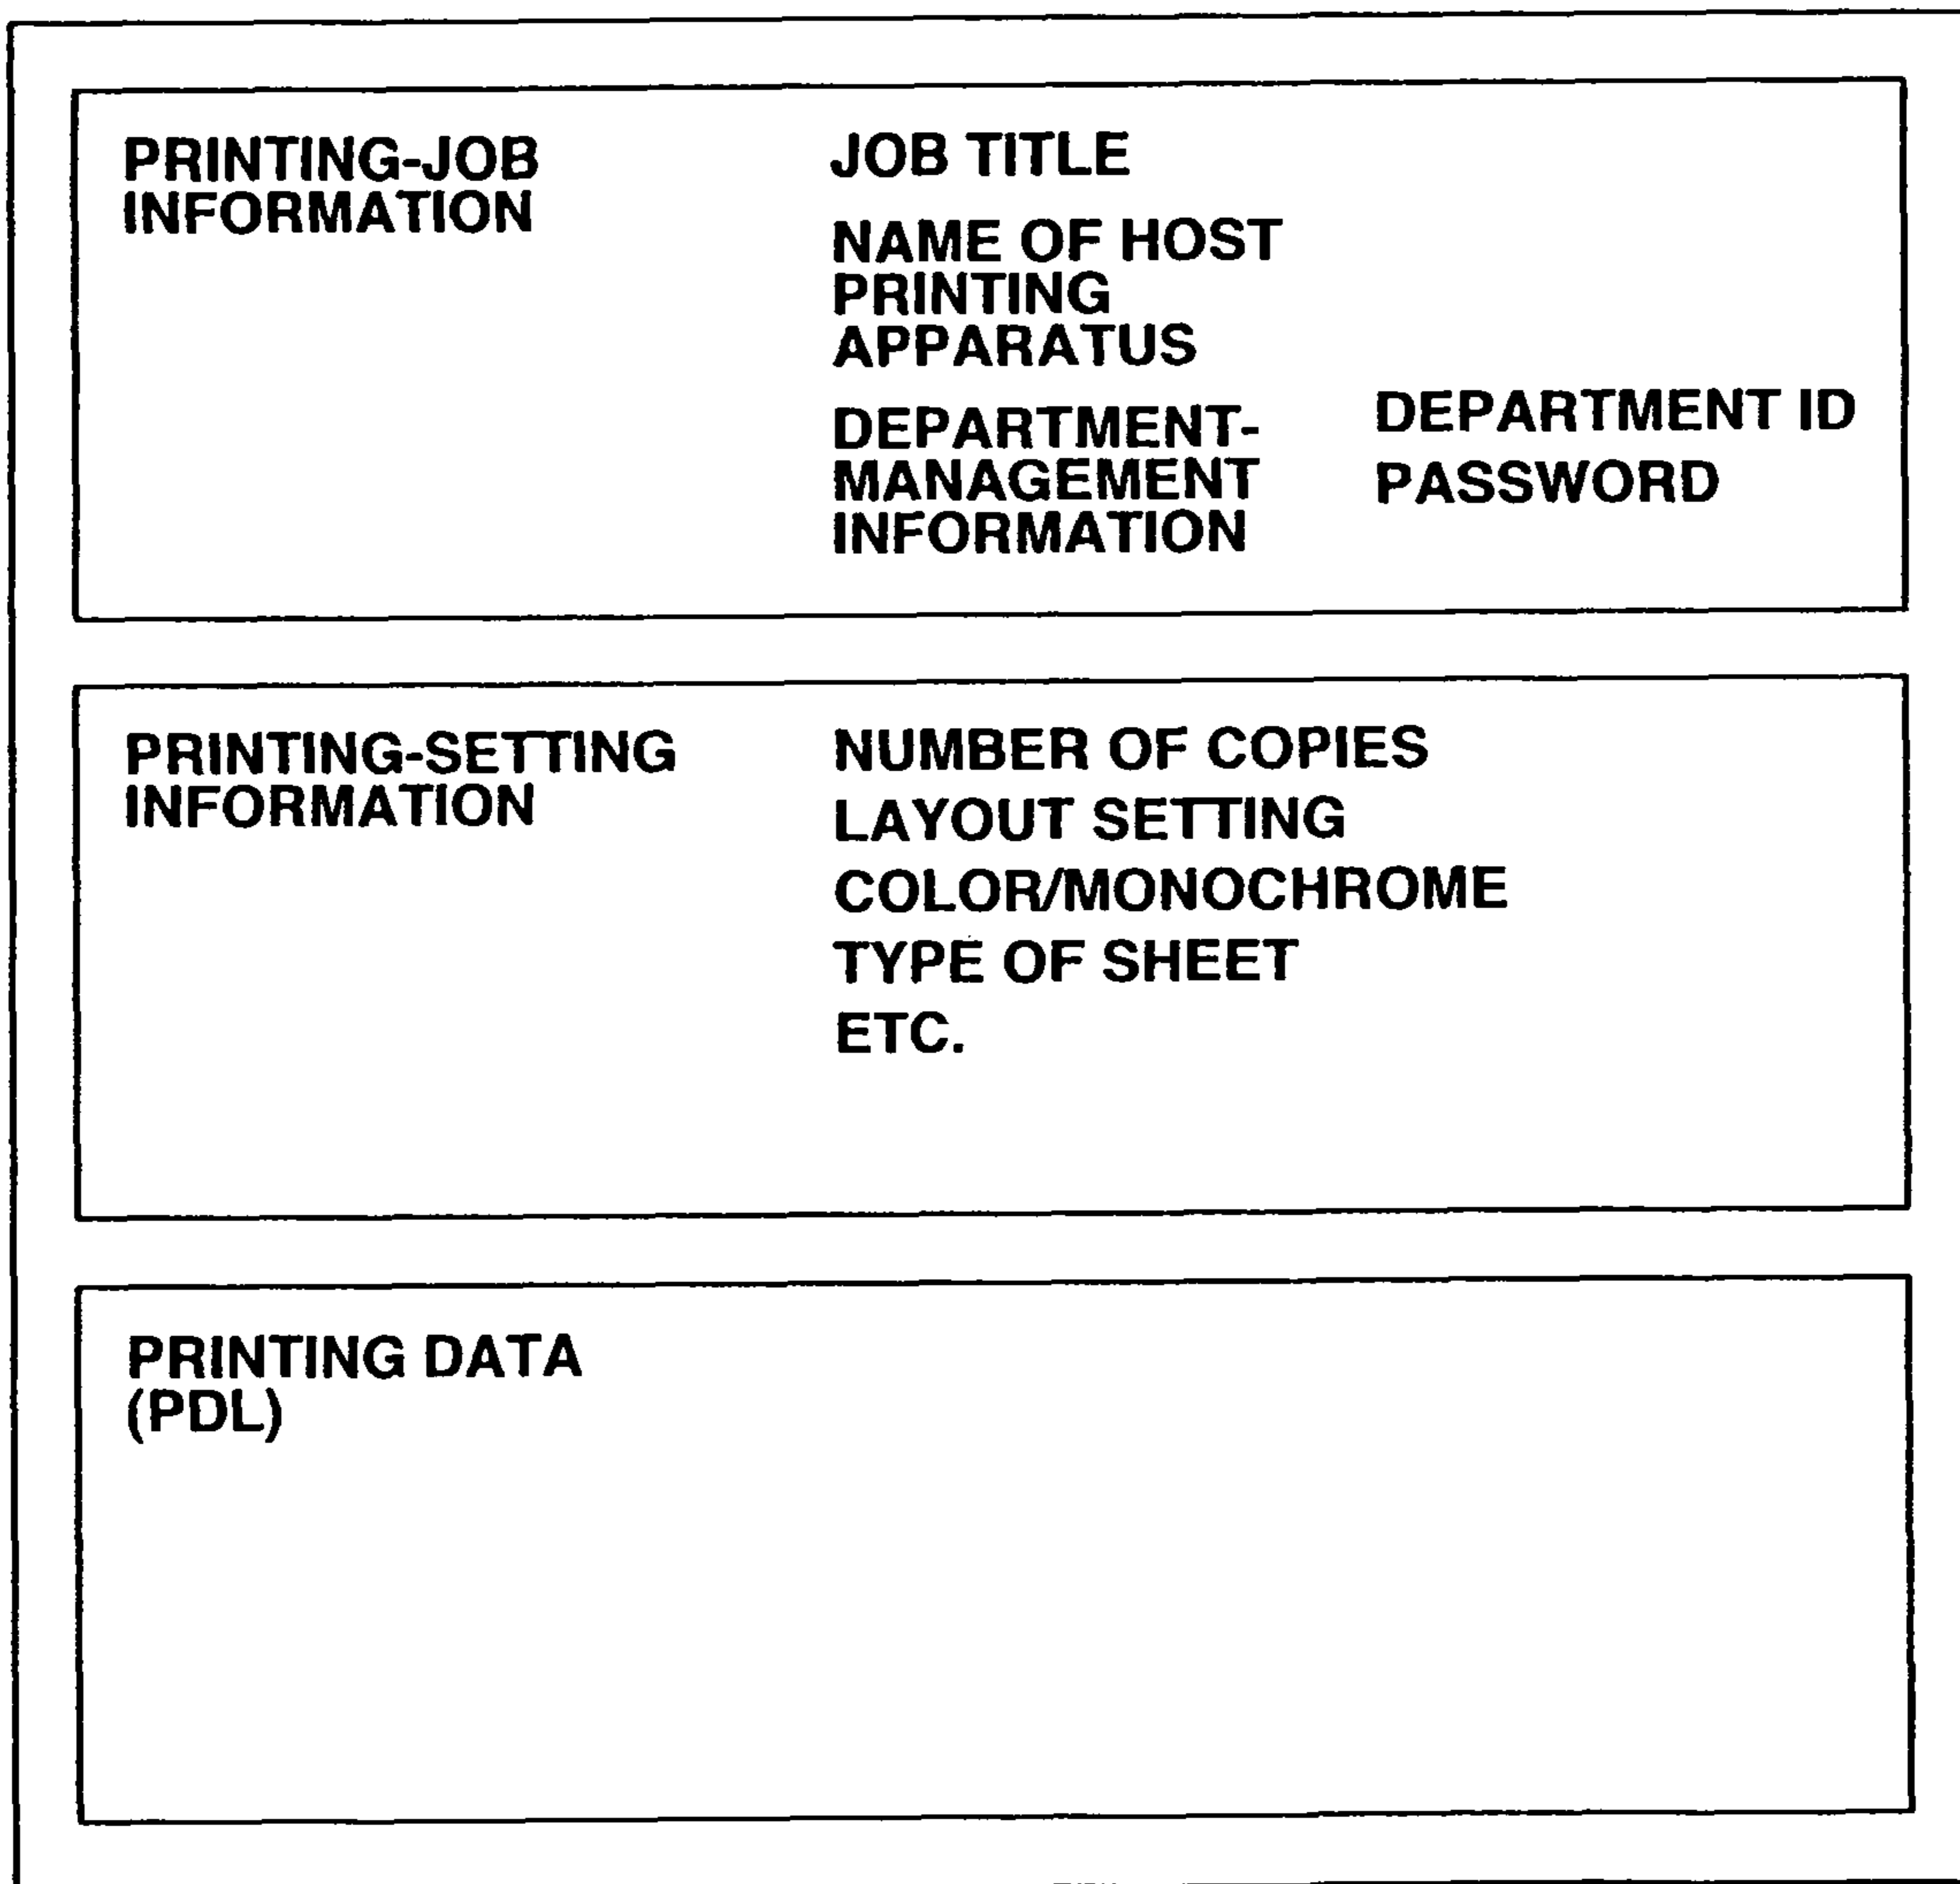 PRINTING-JOB
INFORMATION
JOB TITLE
NAME OF HOST
PRINTING
APPARATUS
DEPARTMENT-
MANAGEMENT
INFORMATION
DEPARTMENT ID
PASSWORD
PRINTING-SETTING
INFORMATION
NUMBER OF COPIES
LAYOUT SETTING
COLOR/MONOCHROME
TYPE OF SHEET
ETC.
PRINTING DATA
(PDL)